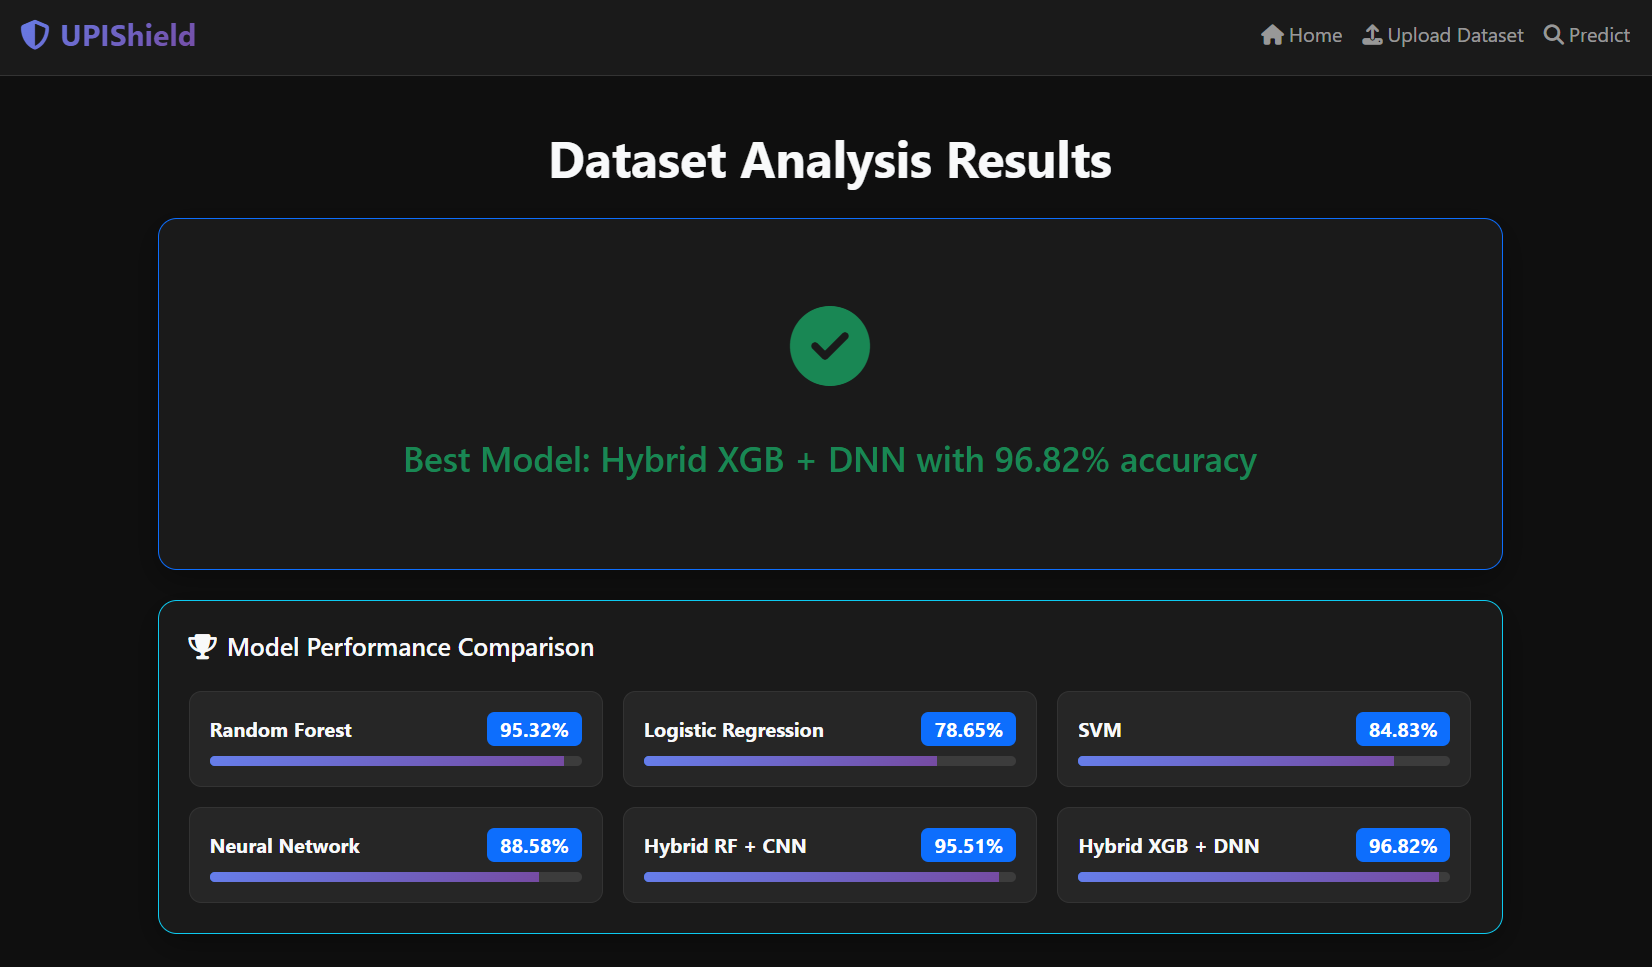 UPIShield
Home Upload Dataset Predict
Dataset Analysis Results
Best Model: Hybrid XGB + DNN with 96.82% accuracy
Model Performance Comparison
Random Forest 95.32%
Logistic Regression 78.65%
SVM 84.83%
Neural Network 88.58%
Hybrid RF + CNN 95.51%
Hybrid XGB + DNN 96.82%